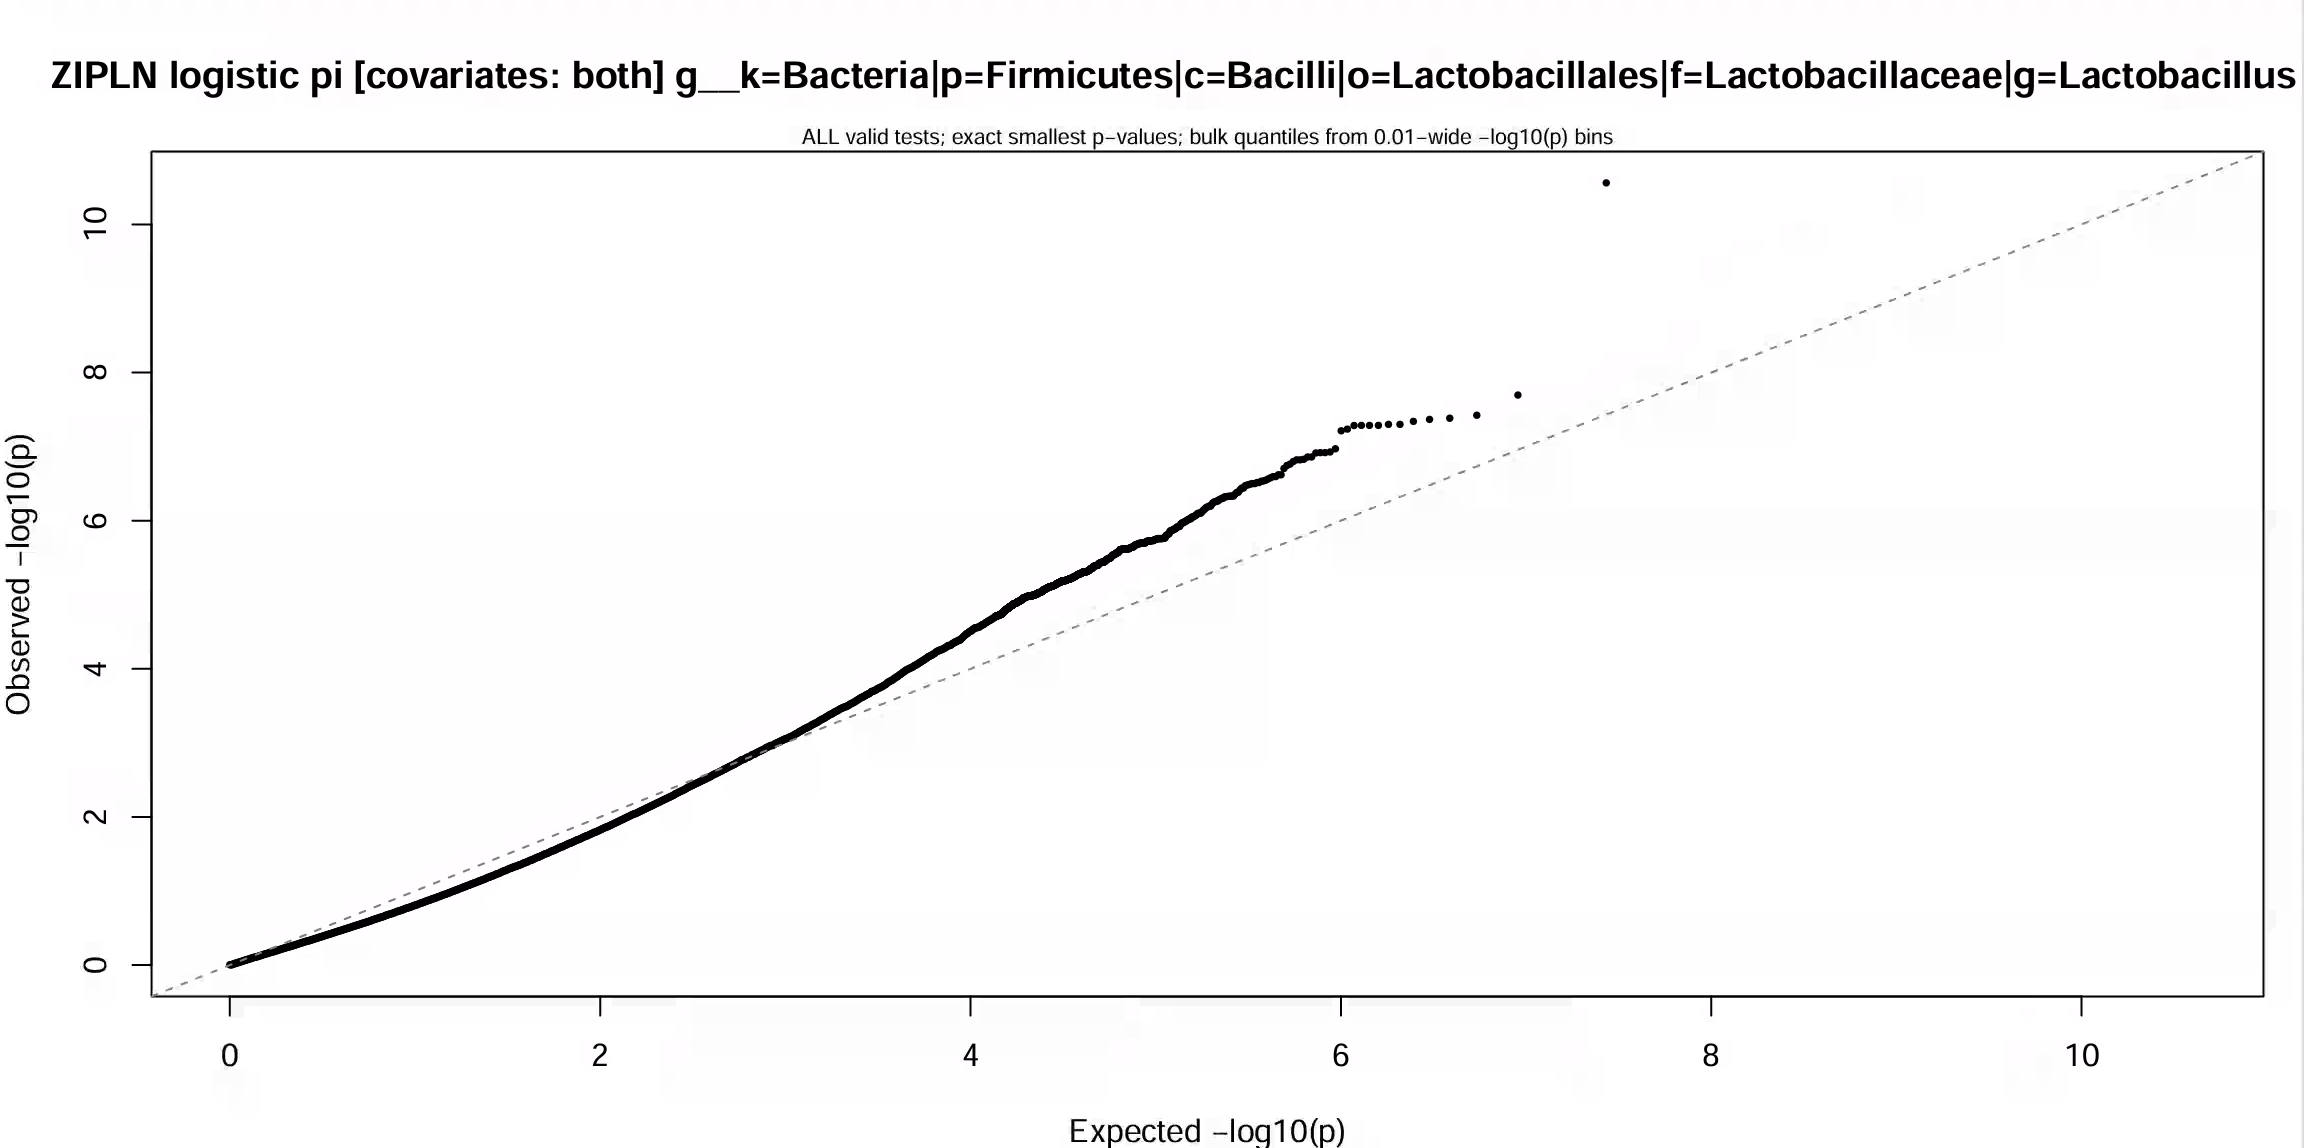 ZIPLN logistic pi [covariates: both] g__k=Bacteria|p=Firmicutes|c=Bacilli|o=Lactobacillales|f=Lactobacillaceae|g=Lactobacillus
ALL valid tests; exact smallest p−values; bulk quantiles from 0.01−wide −log10(p) bins
Observed −log10(p)
10
8
6
4
2
0
0 2 4 6 8 10
Expected −log10(p)